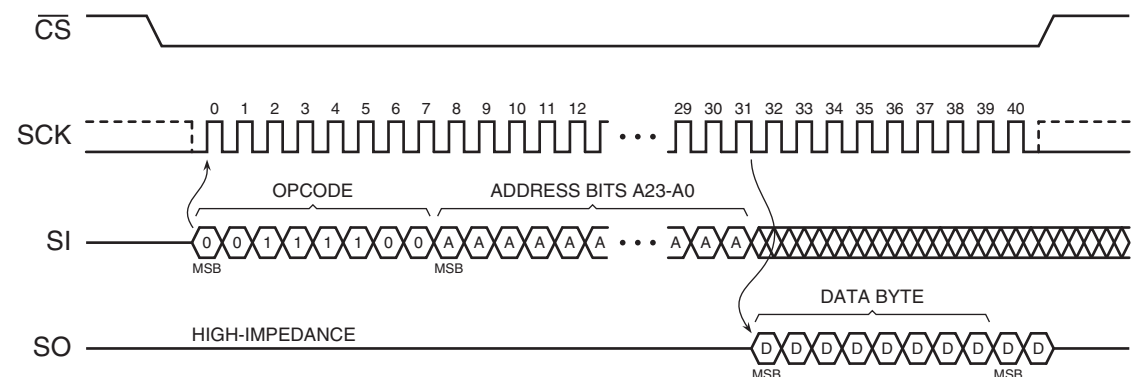 CS
SCK
0 1 2 3 4 5 6 7 8 9 10 11 12 29 30 31 32 33 34 35 36 37 38 39 40
OPCODE
ADDRESS BITS A23-A0
SI
0 0 1 1 1 1 0 0 A A A A A A A A A
MSB MSB
DATA BYTE
SO
HIGH-IMPEDANCE
D D D D D D D D D D
MSB MSB